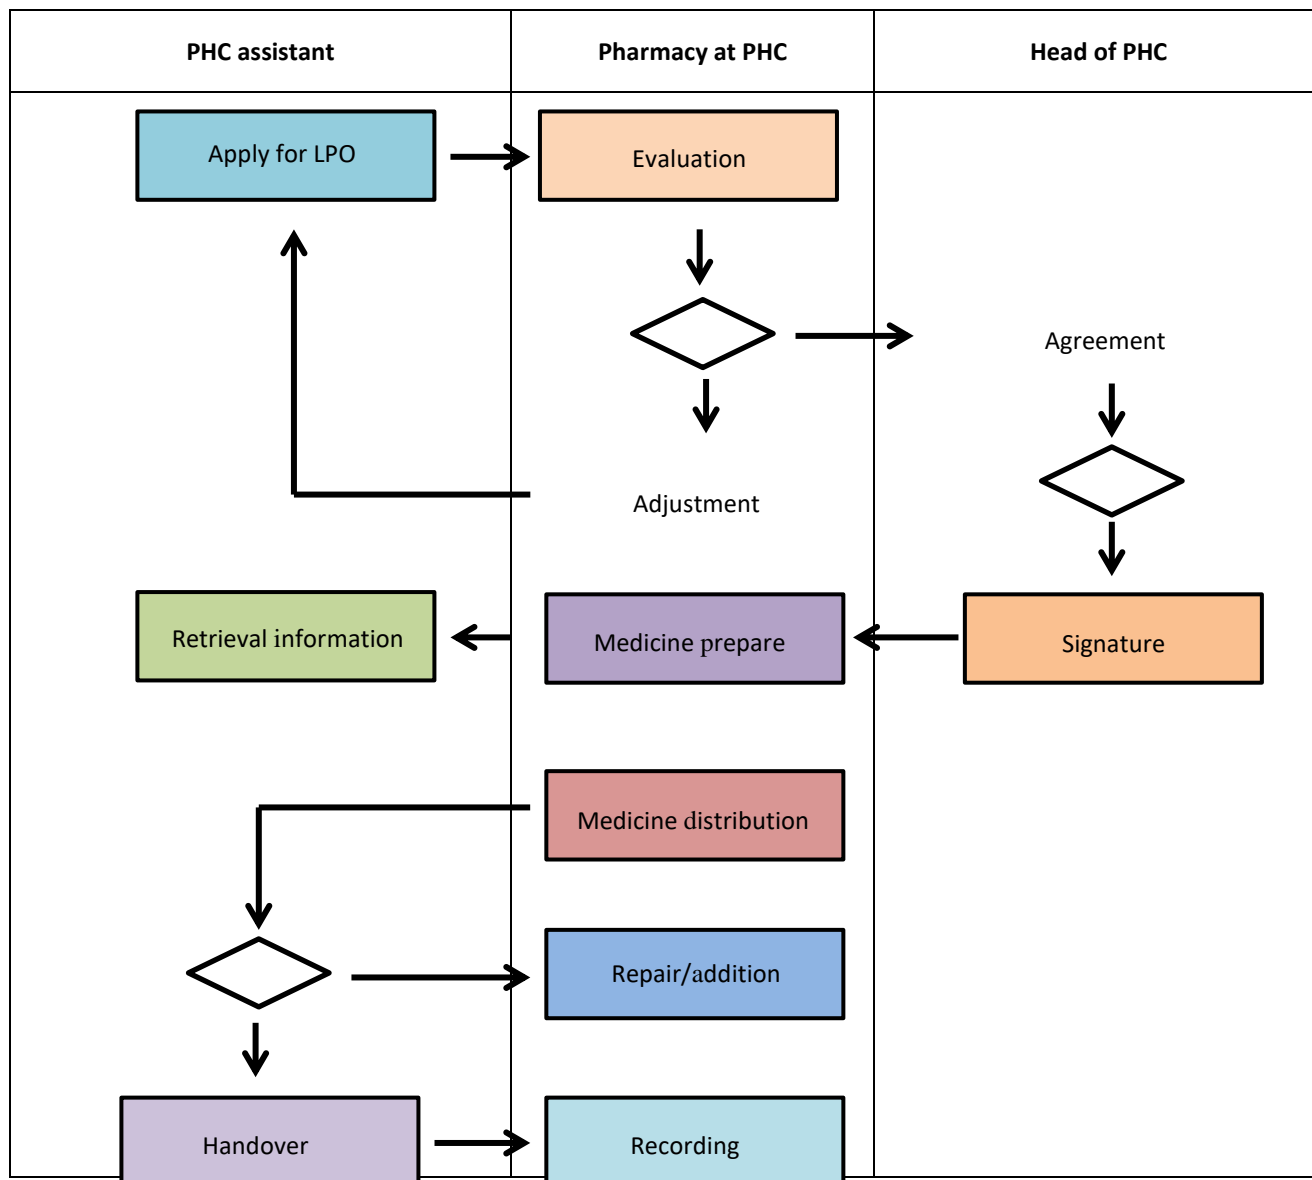 PHC assistant
Pharmacy at PHC
Head of PHC
Apply for LPO
Evaluation
Agreement
Adjustment
Retrieval information
Medicine prepare
Signature
Medicine distribution
Repair/addition
Handover
Recording